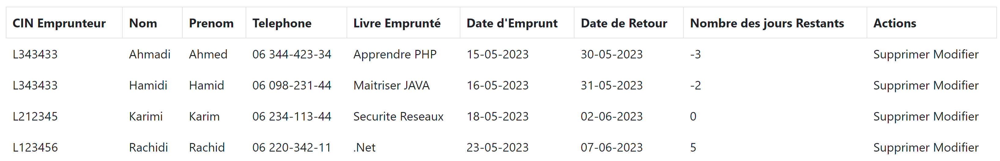 CIN Emprunteur Nom Prenom Telephone Livre Emprunté Date d'Emprunt Date de Retour Nombre des jours Restants Actions
L343433 Ahmadi Ahmed 06 344-423-34 Apprendre PHP 15-05-2023 30-05-2023 -3 Supprimer Modifier
L343433 Hamidi Hamid 06 098-231-44 Maitriser JAVA 16-05-2023 31-05-2023 -2 Supprimer Modifier
L212345 Karimi Karim 06 234-113-44 Securite Reseaux 18-05-2023 02-06-2023 0 Supprimer Modifier
L123456 Rachidi Rachid 06 220-342-11 .Net 23-05-2023 07-06-2023 5 Supprimer Modifier